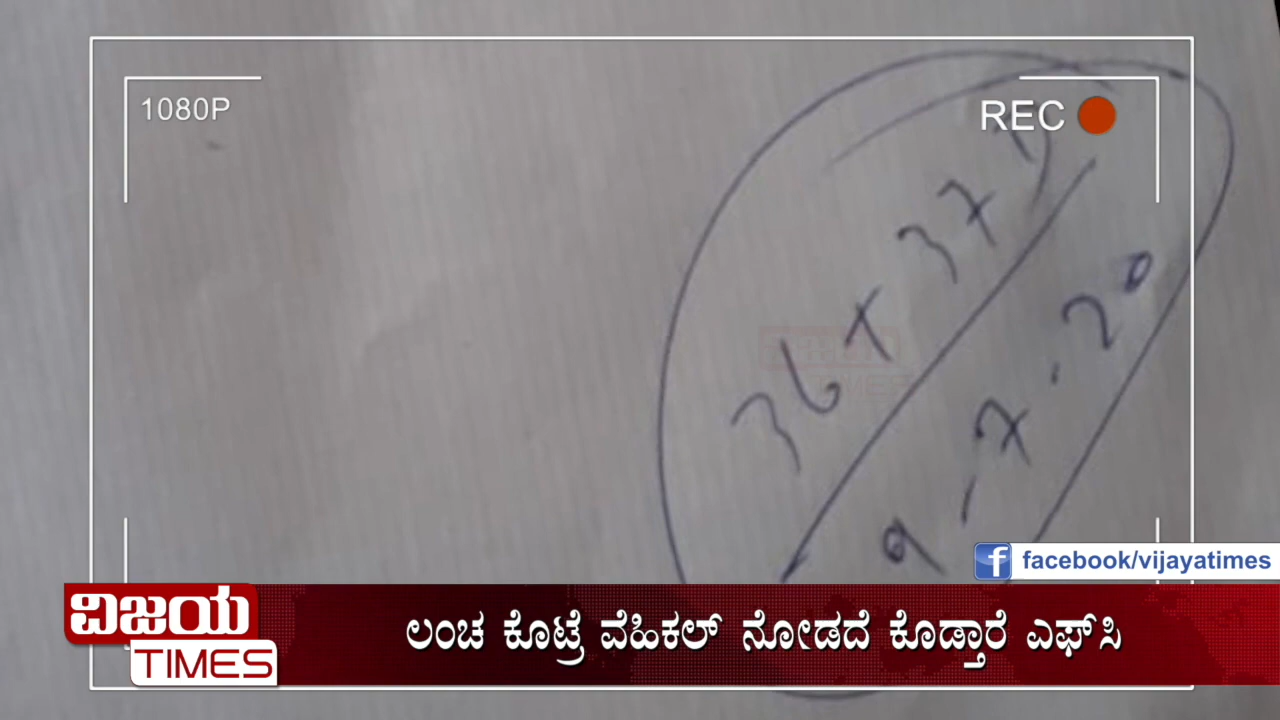 1080P
REC
36 + 37
9-7-20
facebook/vijayatimes
ವಿಜಯ
TIMES
ಲಂಚ ಕೊಟ್ರೆ ವೆಹಿಕಲ್ ನೋಡದೆ ಕೊಡ್ತಾರೆ ಎಫ್‌ಸಿ